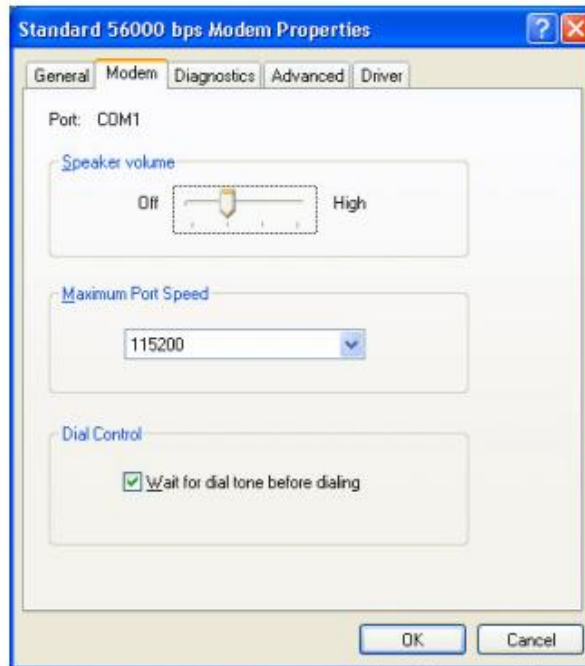 Standard 56000 bps Modem Properties
General Modem Diagnostics Advanced Driver
Port: COM1
Speaker volume
Off High
Maximum Port Speed
115200
Dial Control
Wait for dial tone before dialing
OK Cancel